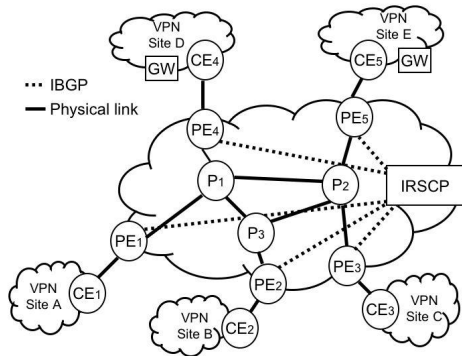 VPN
Site D
GW
CE4
VPN
Site E
CE5
GW
IBGP
Physical link
PE4
PE5
P1
P2
IRSCP
PE1
P3
PE2
PE3
VPN
Site A
CE1
VPN
Site B
CE2
CE3
VPN
Site C